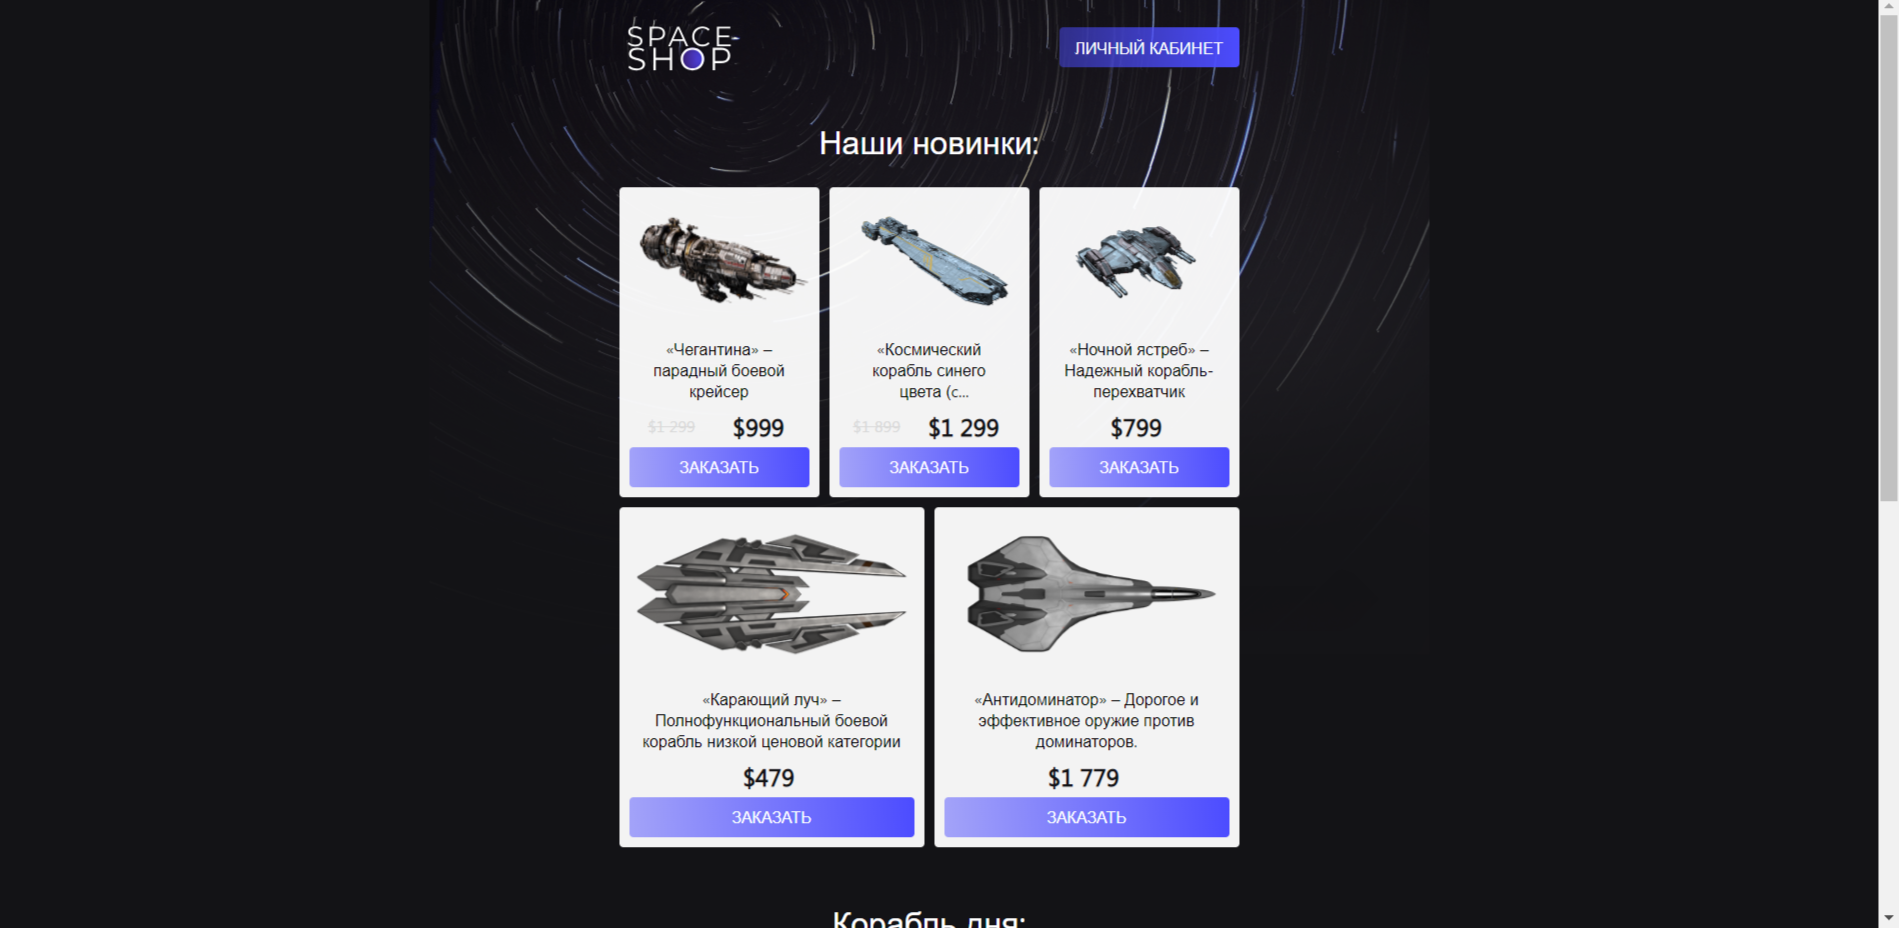 SPACE-
SHOP
ЛИЧНЫЙ КАБИНЕТ
Наши новинки:
«Чегантина» –
парадный боевой
крейсер
$1 299 $999
ЗАКАЗАТЬ
«Космический
корабль синего
цвета (с...
$1 899 $1 299
ЗАКАЗАТЬ
«Ночной ястреб» –
Надежный корабль-
перехватчик
$799
ЗАКАЗАТЬ
«Карающий луч» –
Полнофункциональный боевой
корабль низкой ценовой категории
$479
ЗАКАЗАТЬ
«Антидоминатор» – Дорогое и
эффективное оружие против
доминаторов.
$1 779
ЗАКАЗАТЬ
Корабль дня: